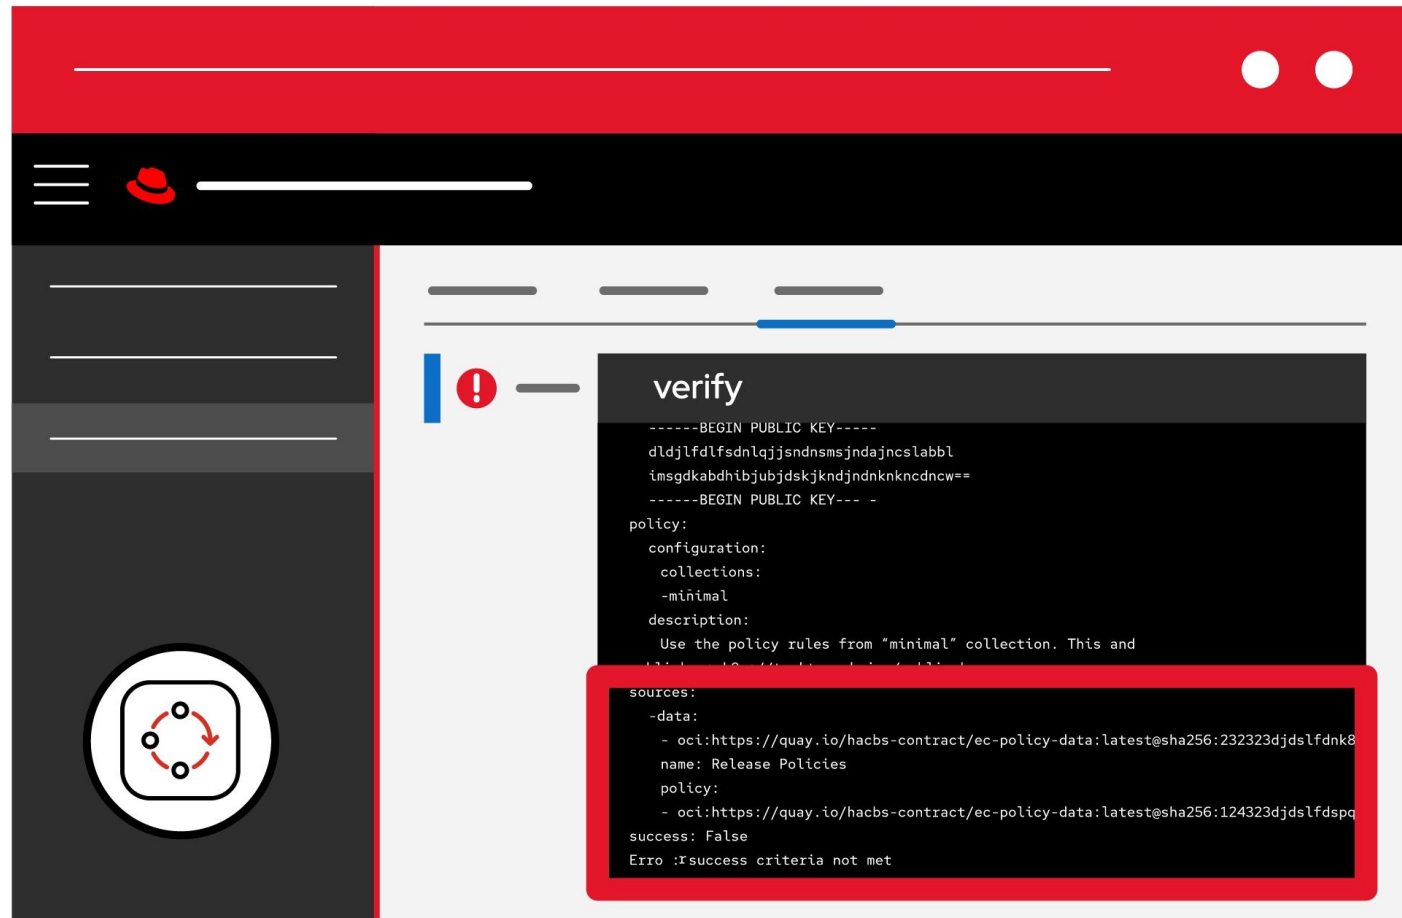 verify
------BEGIN PUBLIC KEY-----
dldjlfdlfsdnlqjjsndnsmsjndajncslabbl
imsgdkabdhibjubjdskjkndjndnknkncdncw==
------BEGIN PUBLIC KEY--- -
policy:
configuration:
collections:
-minimal
description:
Use the policy rules from “minimal” collection. This and
sources:
-data:
- oci:https://quay.io/hacbs-contract/ec-policy-data:latest@sha256:232323djdslfdnk8
name: Release Policies
policy:
- oci:https://quay.io/hacbs-contract/ec-policy-data:latest@sha256:124323djdslfdspq
success: False
Erro :rsuccess criteria not met